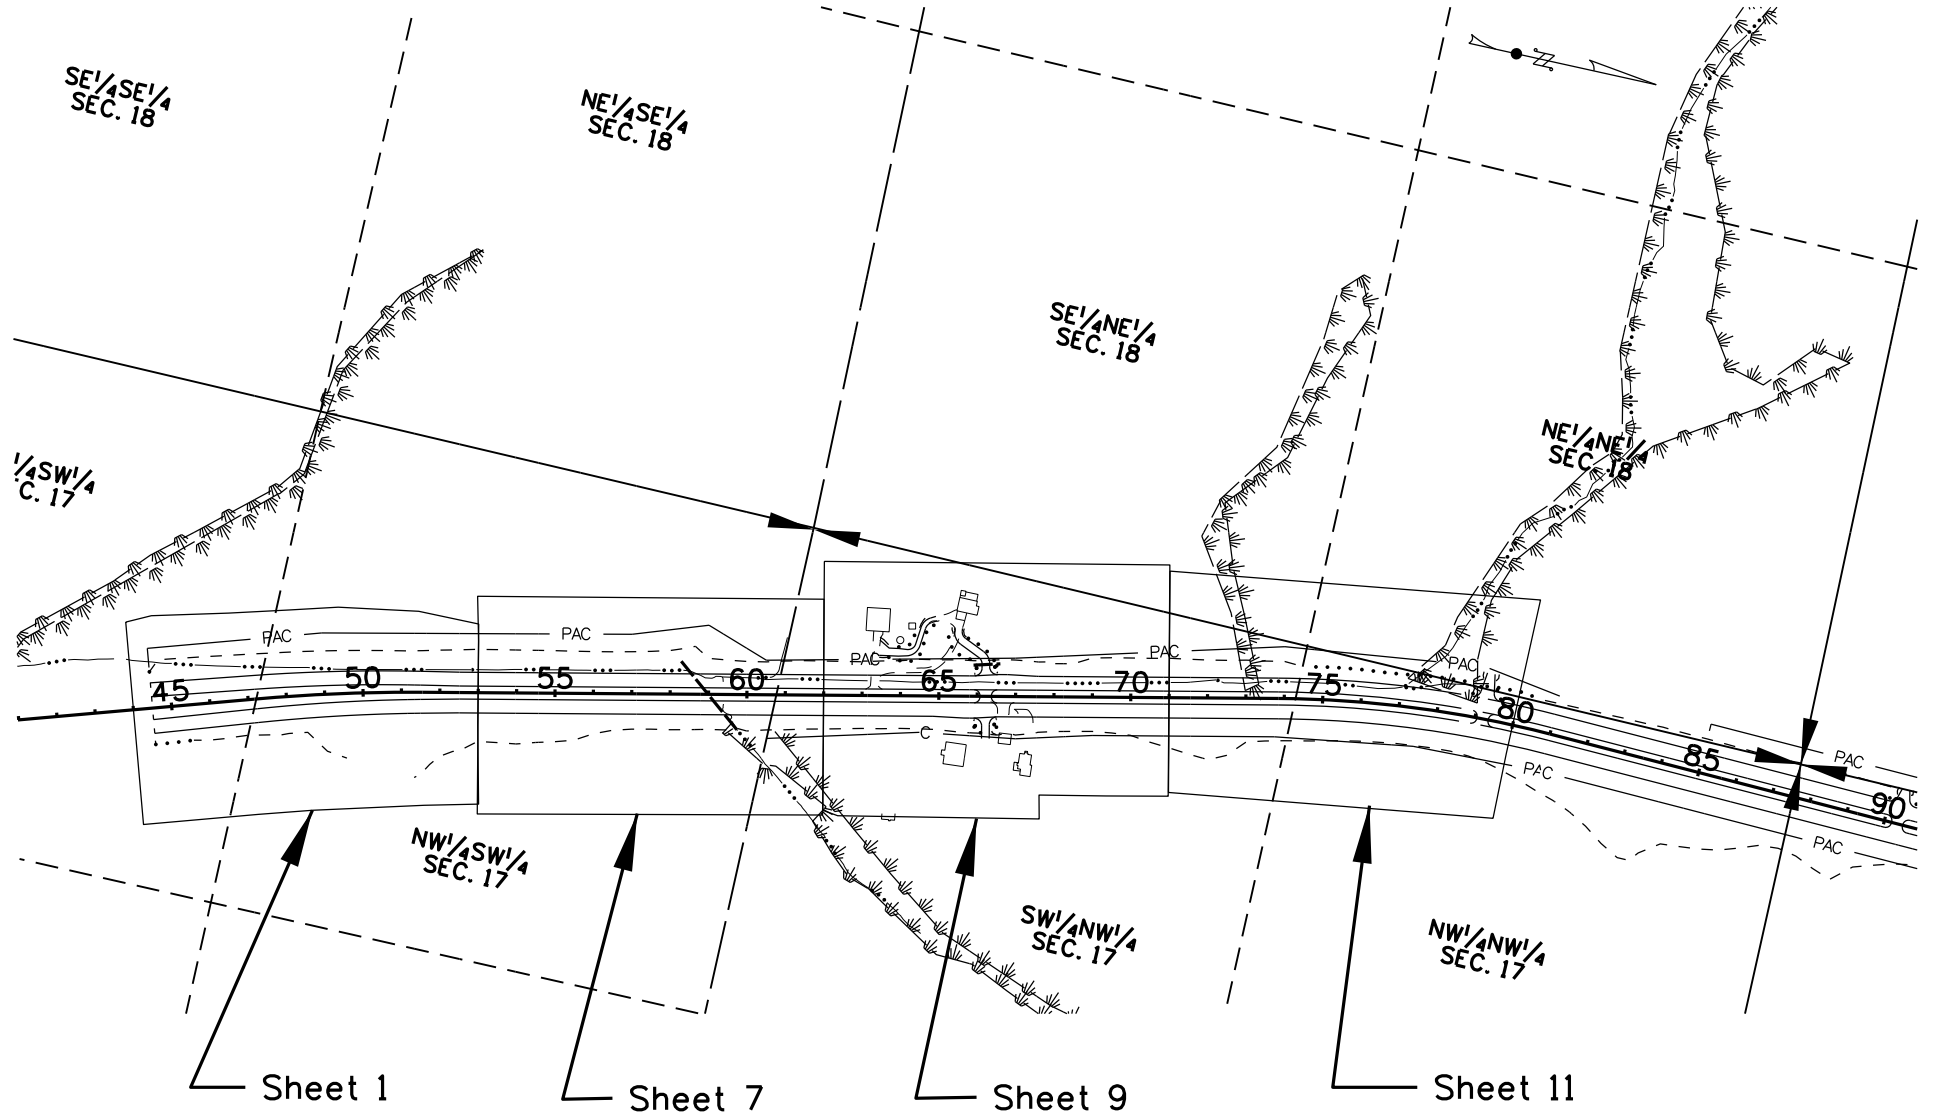 SE¼SE¼
SEC. 18
NE¼SE¼
SEC. 18
N
SE¼NE¼
SEC. 18
NE¼NE¼
SEC. 18
¼SW¼
C. 17
PAC
PAC
PAC
PAC
PAC
45
50
55
60
65
70
75
80
85
90
PAC
C
PAC
PAC
NW¼SW¼
SEC. 17
SW¼NW¼
SEC. 17
NW¼NW¼
SEC. 17
Sheet 1
Sheet 7
Sheet 9
Sheet 11